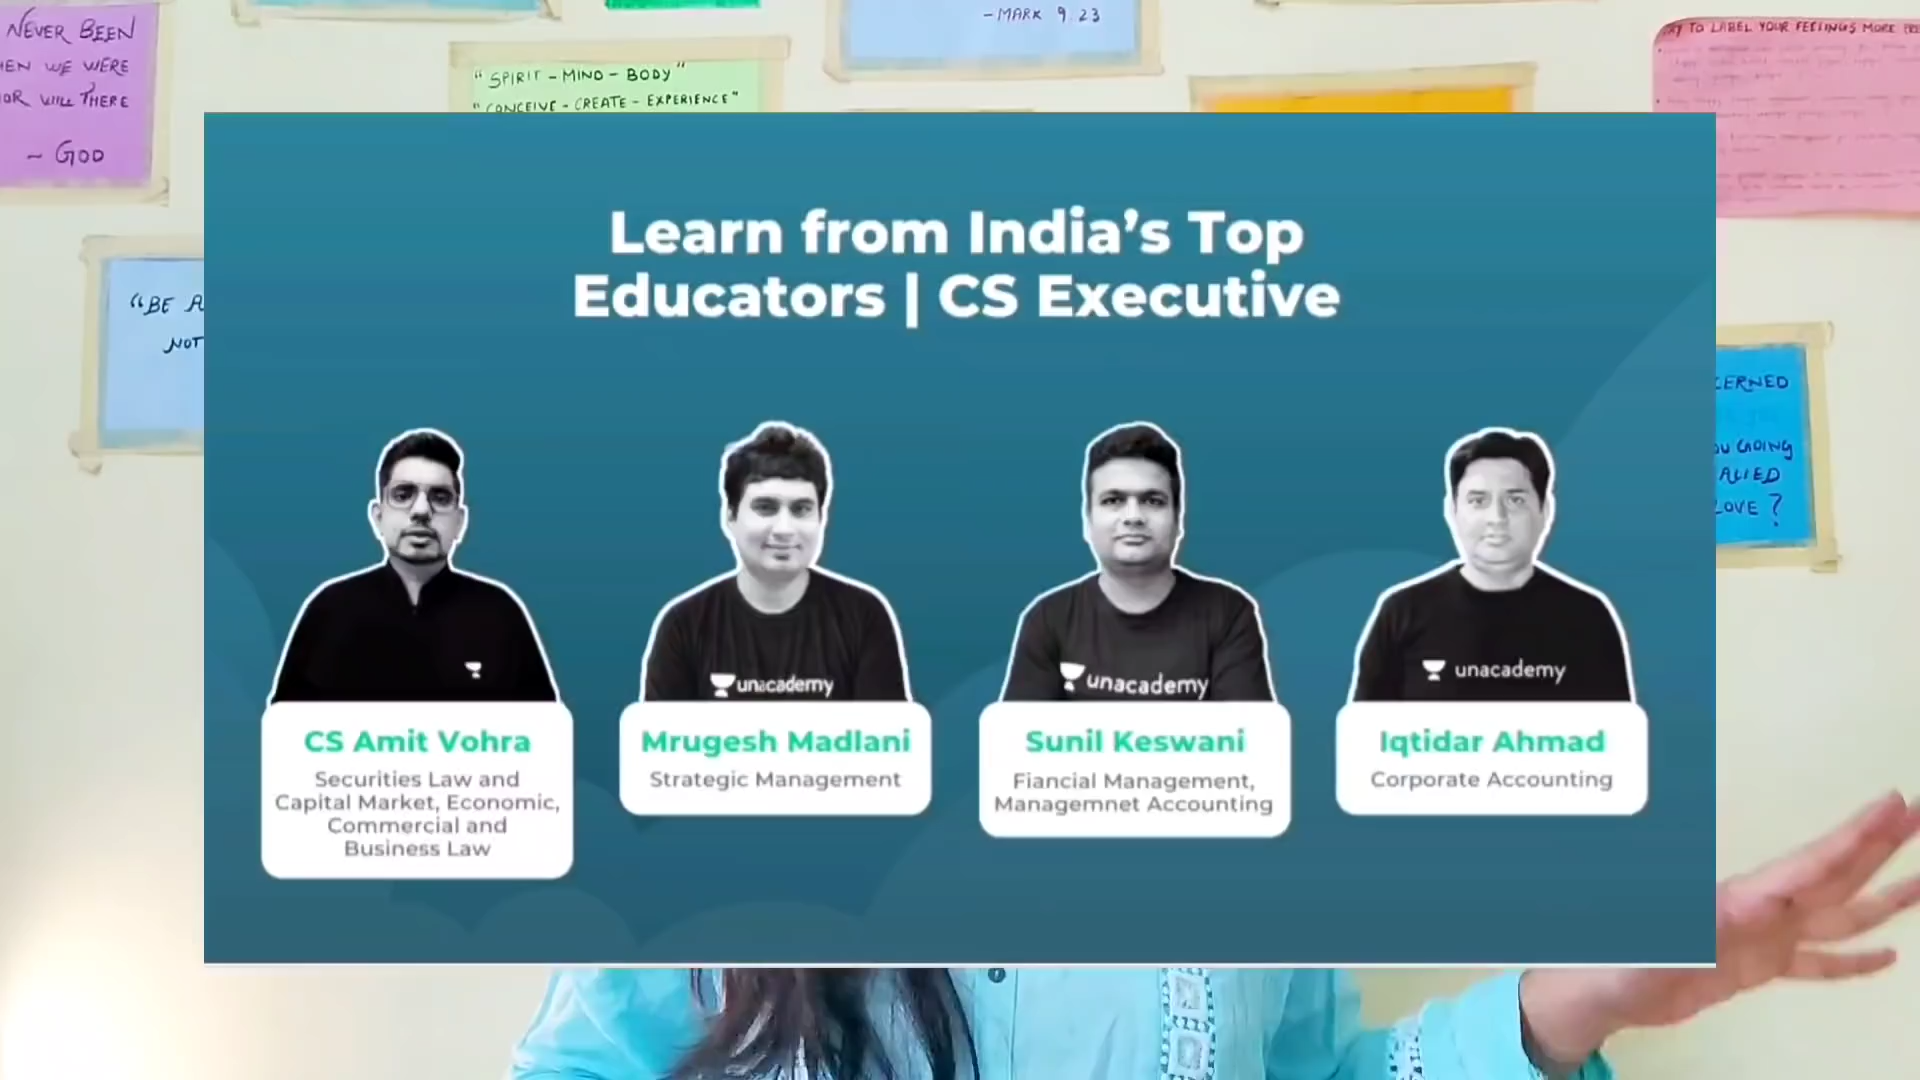 NEVER BEEN
WHEN WE WERE
NOR WILL THERE
~ GOD
"SPIRIT - MIND - BODY"
"CONCEIVE - CREATE - EXPERIENCE"
-MARK 9.23
TO LABEL YOUR FEELINGS MORE
"BE A
NOT
CERNED
GOING
LOVE?
Learn from India's Top
Educators | CS Executive
unacademy
unacademy
unacademy
CS Amit Vohra
Securities Law and
Capital Market, Economic,
Commercial and
Business Law
Mrugesh Madlani
Strategic Management
Sunil Keswani
Fiancial Management,
Managemnet Accounting
Iqtidar Ahmad
Corporate Accounting